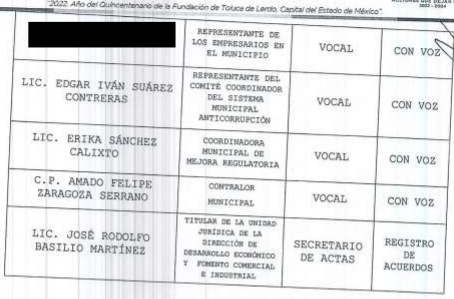 "2022. Año del Quincentenario de la Fundación de Toluca de Lerdo, Capital del Estado de México".
2022 - 2024
REPRESENTANTE DE
LOS EMPRESARIOS EN
EL MUNICIPIO
VOCAL
CON VOZ
LIC. EDGAR IVÁN SUÁREZ
CONTRERAS
REPRESENTANTE DEL
COMITÉ COORDINADOR
DEL SISTEMA
MUNICIPAL
ANTICORRUPCIÓN
VOCAL
CON VOZ
LIC. ERIKA SÁNCHEZ
CALIXTO
COORDINADORA
MUNICIPAL DE
MEJORA REGULATORIA
VOCAL
CON VOZ
C.P. AMADO FELIPE
ZARAGOZA SERRANO
CONTRALOR
MUNICIPAL
VOCAL
CON VOZ
LIC. JOSÉ RODOLFO
BASILIO MARTÍNEZ
TITULAR DE LA UNIDAD
JURÍDICA DE LA
DIRECCIÓN DE
DESARROLLO ECONÓMICO
Y FOMENTO COMERCIAL
E INDUSTRIAL
SECRETARIO
DE ACTAS
REGISTRO
DE
ACUERDOS